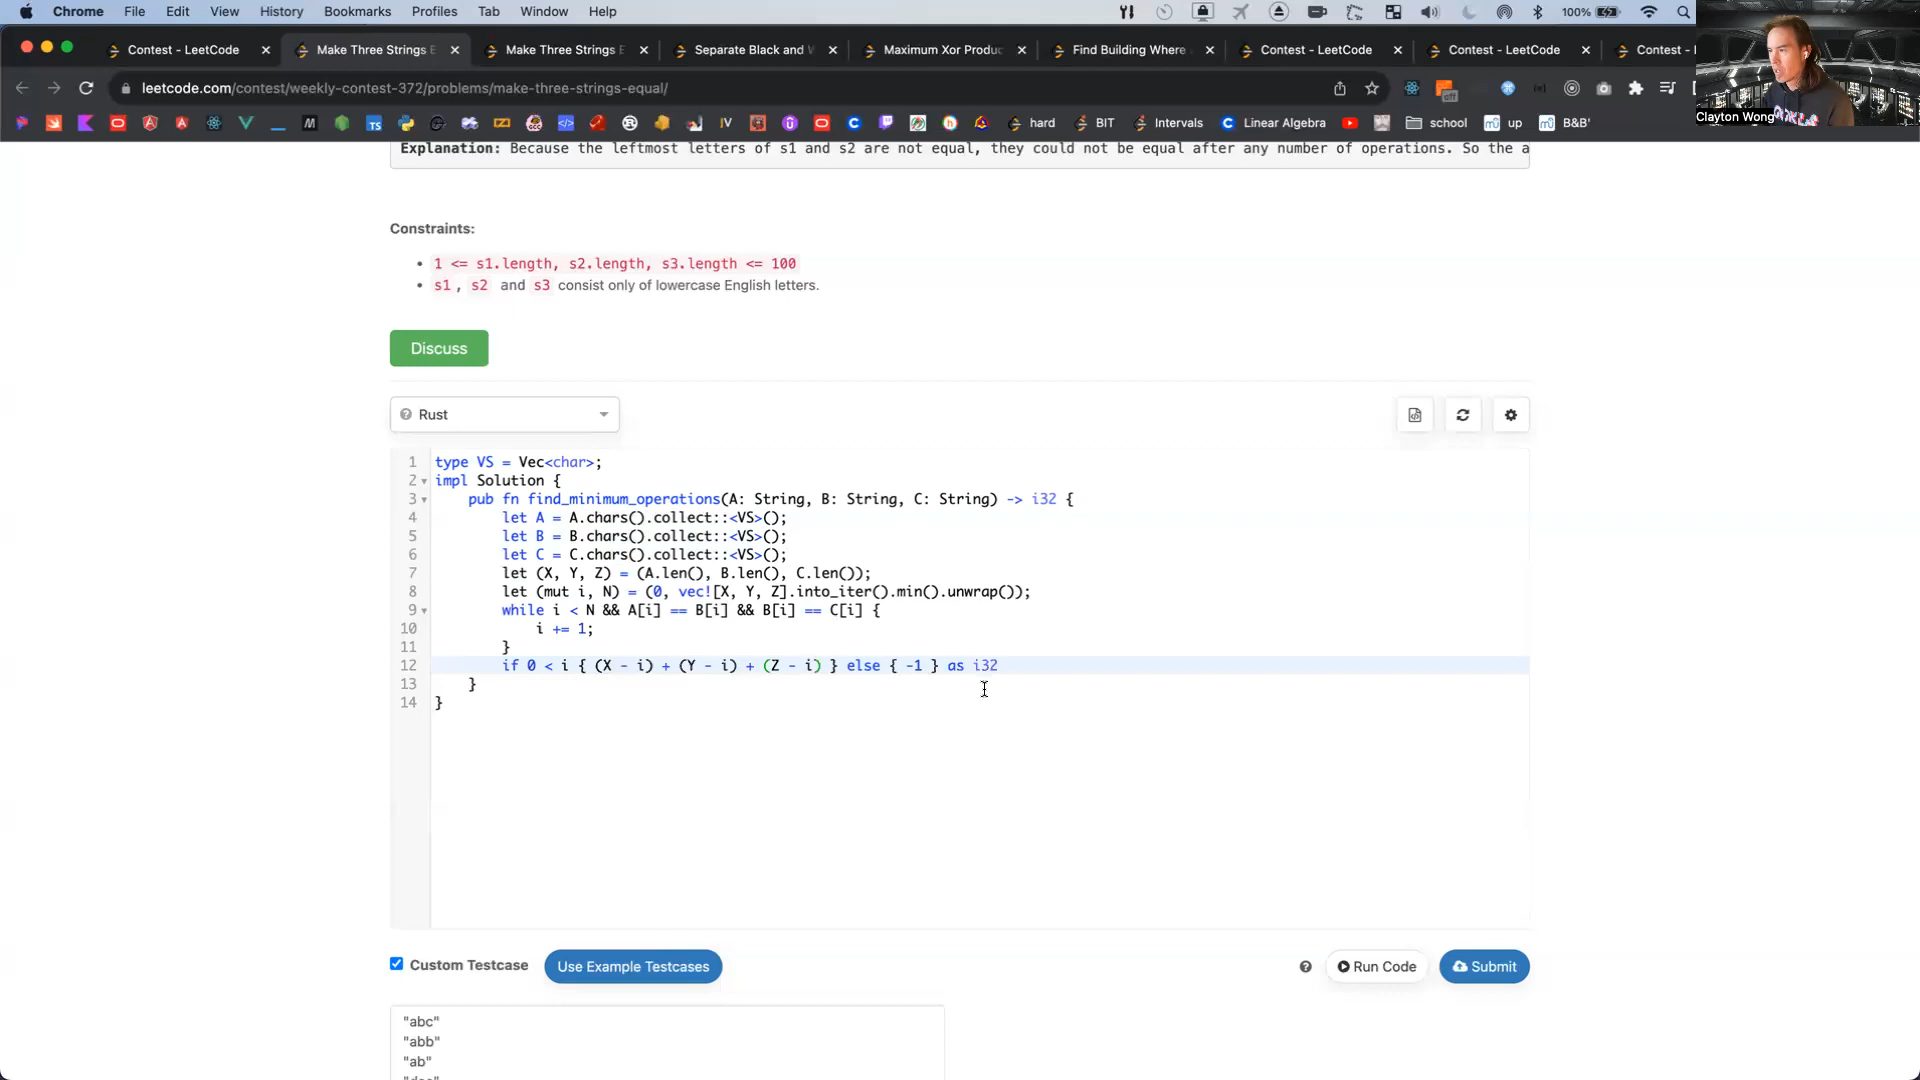 Chrome File Edit View History Bookmarks Profiles Tab Window Help 100%
Contest - LeetCode × Make Three Strings E × Make Three Strings E × Separate Black and W × Maximum Xor Produc × Find Building Where × Contest - LeetCode × Contest - LeetCode × Contest -
leetcode.com/contest/weekly-contest-372/problems/make-three-strings-equal/
Clayton Wong
hard BIT Intervals Linear Algebra school up B&B'
Explanation: Because the leftmost letters of s1 and s2 are not equal, they could not be equal after any number of operations. So the a
Constraints:
1 <= s1.length, s2.length, s3.length <= 100
s1, s2 and s3 consist only of lowercase English letters.
Discuss
Rust
1 type VS = Vec<char>;
2 impl Solution {
3 pub fn find_minimum_operations(A: String, B: String, C: String) -> i32 {
4 let A = A.chars().collect::<VS>();
5 let B = B.chars().collect::<VS>();
6 let C = C.chars().collect::<VS>();
7 let (X, Y, Z) = (A.len(), B.len(), C.len());
8 let (mut i, N) = (0, vec![X, Y, Z].into_iter().min().unwrap());
9 while i < N && A[i] == B[i] && B[i] == C[i] {
10 i += 1;
11 }
12 if 0 < i { (X - i) + (Y - i) + (Z - i) } else { -1 } as i32
13 }
14 }
Custom Testcase Use Example Testcases Run Code Submit
"abc"
"abb"
"ab"